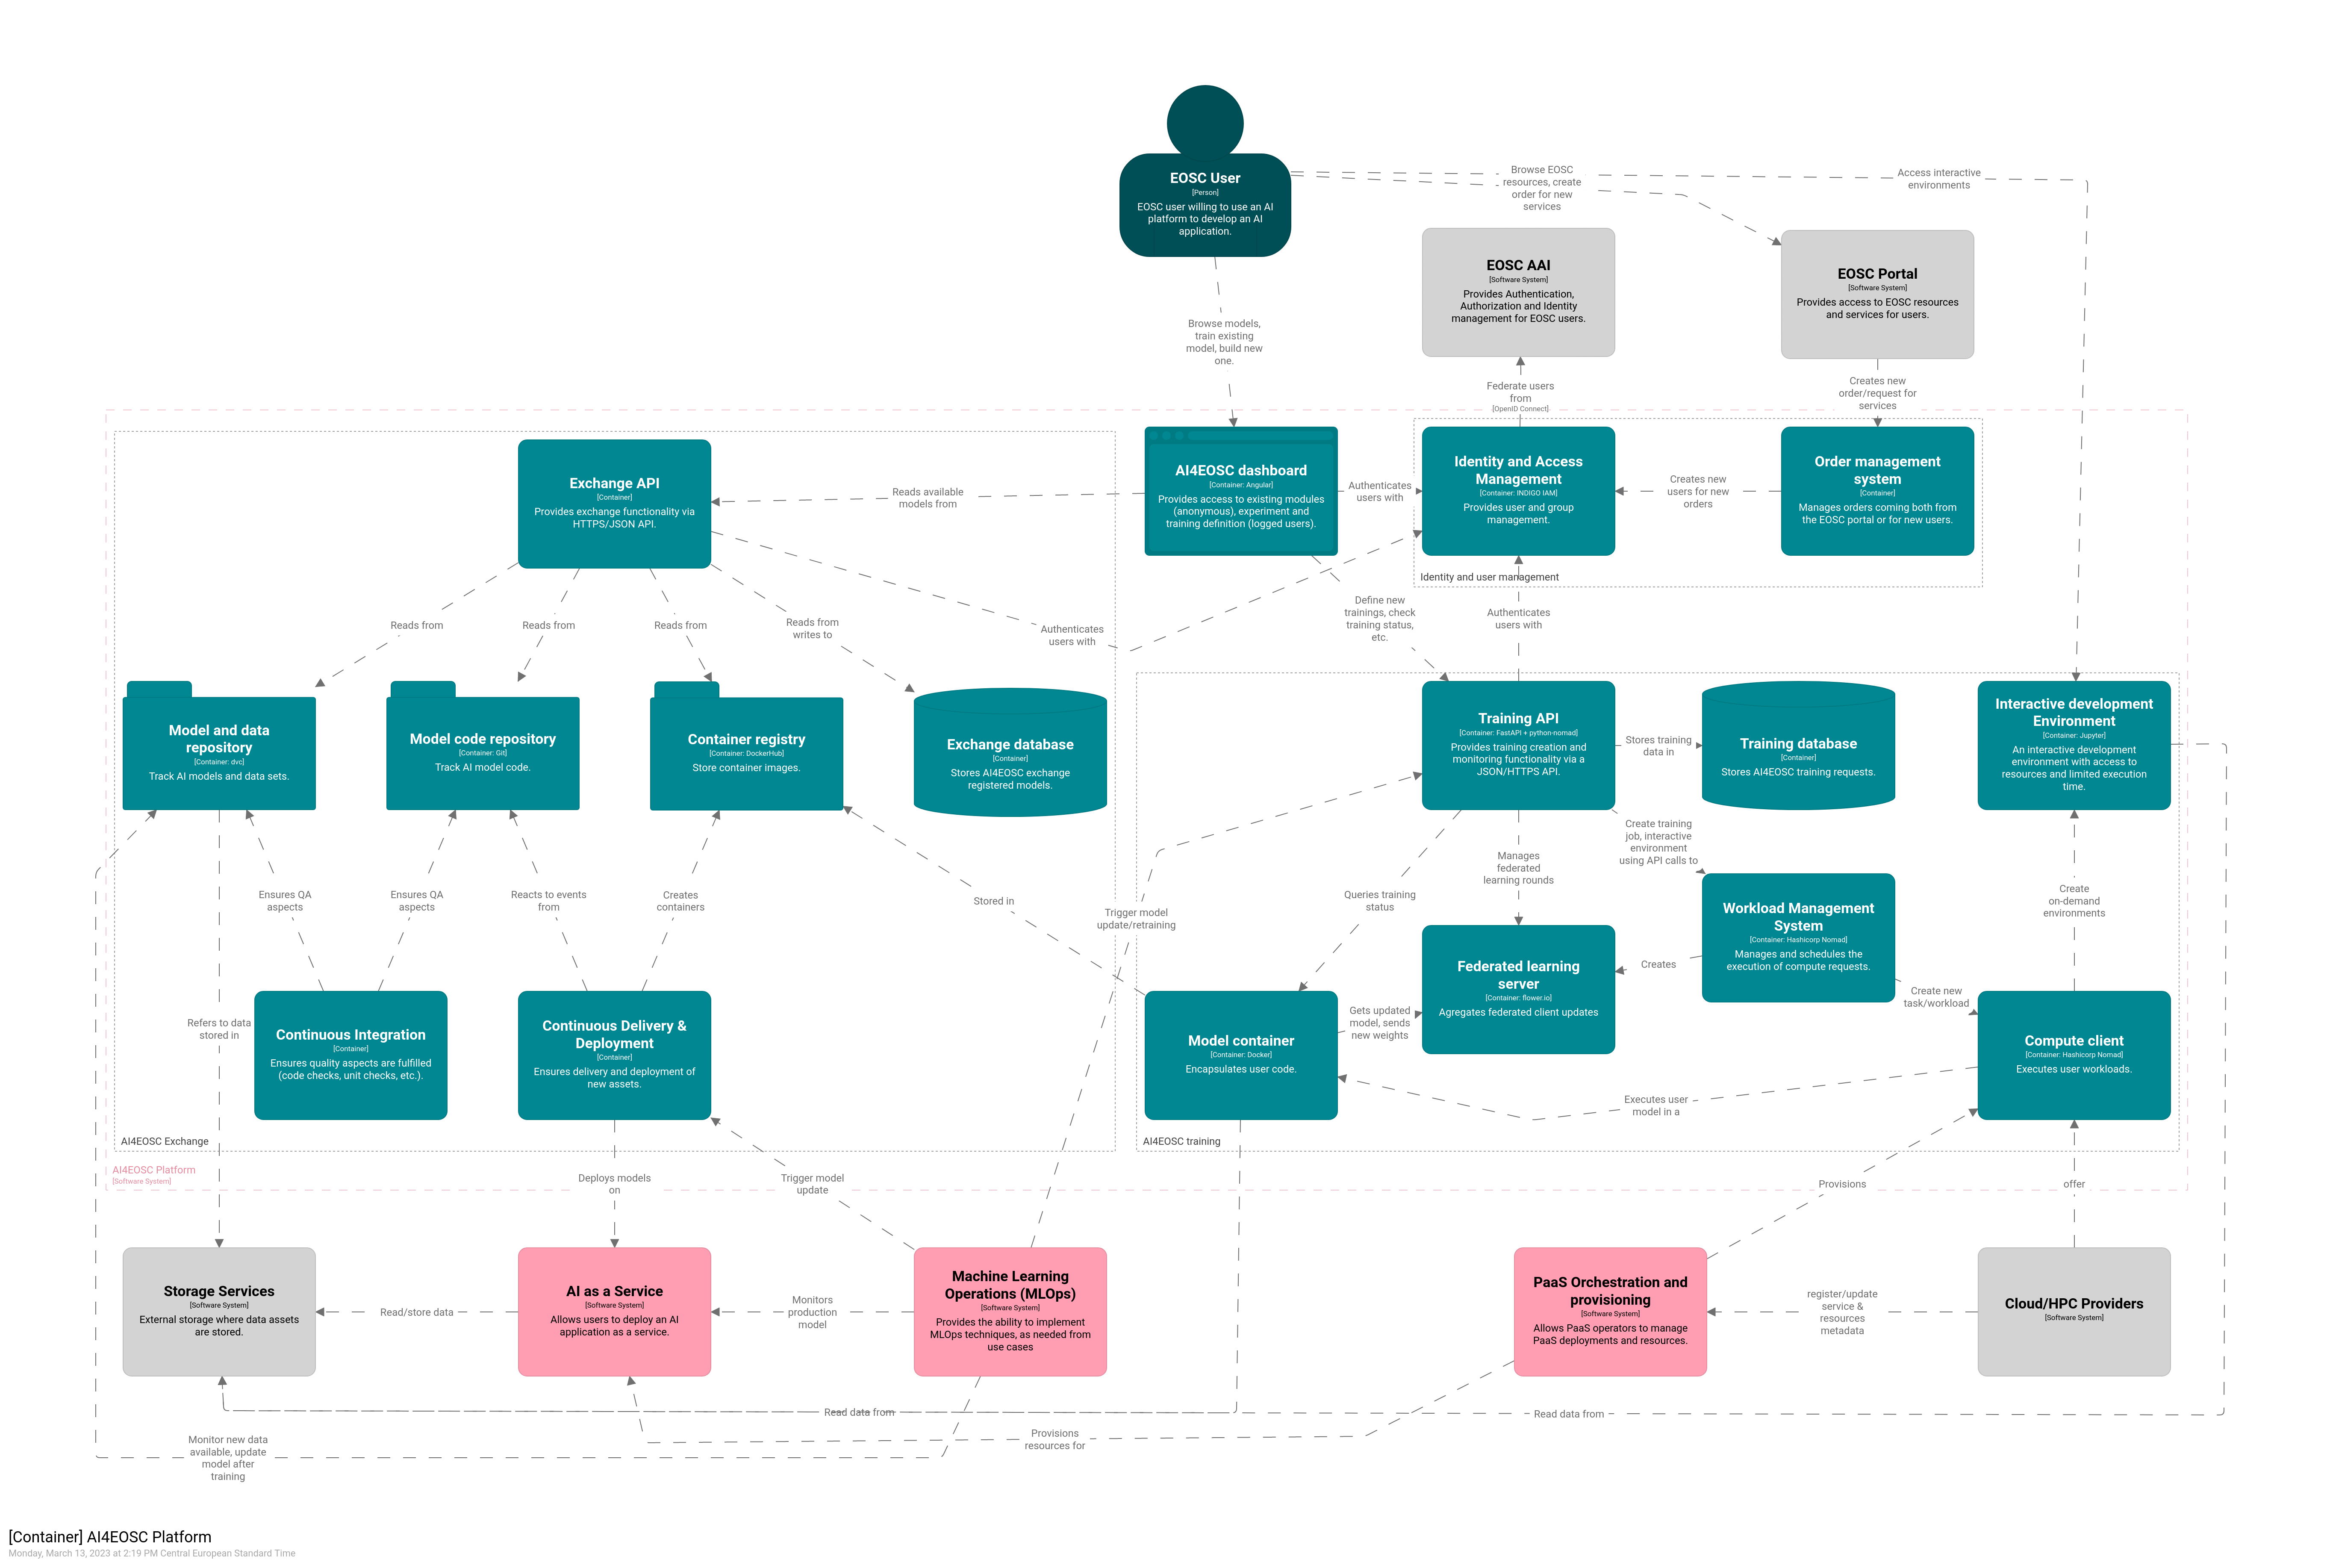 EOSC User
[Person]
EOSC user willing to use an AI
platform to develop an AI
application.
Browse EOSC
resources, create
order for new
services
Access interactive
environments
EOSC AAI
[Software System]
Provides Authentication,
Authorization and Identity
management for EOSC users.
EOSC Portal
[Software System]
Provides access to EOSC resources
and services for users.
Browse models,
train existing
model, build new
one.
Federate users
from
[OpenID Connect]
Creates new
order/request for
services
Exchange API
[Container]
Provides exchange functionality via
HTTPS/JSON API.
Reads available
models from
AI4EOSC dashboard
[Container: Angular]
Provides access to existing modules
(anonymous), experiment and
training definition (logged users).
Authenticates
users with
Identity and Access
Management
[Container: INDIGO IAM]
Provides user and group
management.
Creates new
users for new
orders
Order management
system
[Container]
Manages orders coming both from
the EOSC portal or for new users.
Identity and user management
Reads from
Reads from
Reads from
Reads from
writes to
Authenticates
users with
Define new
trainings, check
training status,
etc.
Authenticates
users with
Model and data
repository
[Container: dvc]
Track AI models and data sets.
Model code repository
[Container: Git]
Track AI model code.
Container registry
[Container: DockerHub]
Store container images.
Exchange database
[Container]
Stores AI4EOSC exchange
registered models.
Training API
[Container: FastAPI + python-nomad]
Provides training creation and
monitoring functionality via a
JSON/HTTPS API.
Stores training
data in
Training database
[Container]
Stores AI4EOSC training requests.
Interactive development
Environment
[Container: Jupyter]
An interactive development
environment with access to
resources and limited execution
time.
Create training
job, interactive
environment
using API calls to
Manages
federated
learning rounds
Ensures QA
aspects
Ensures QA
aspects
Reacts to events
from
Creates
containers
Stored in
Trigger model
update/retraining
Queries training
status
Create
on-demand
environments
Workload Management
System
[Container: Hashicorp Nomad]
Manages and schedules the
execution of compute requests.
Federated learning
server
[Container: flower.io]
Agregates federated client updates
Creates
Create new
task/workload
Refers to data
stored in
Continuous Integration
[Container]
Ensures quality aspects are fulfilled
(code checks, unit checks, etc.).
Continuous Delivery &
Deployment
[Container]
Ensures delivery and deployment of
new assets.
Model container
[Container: Docker]
Encapsulates user code.
Gets updated
model, sends
new weights
Compute client
[Container: Hashicorp Nomad]
Executes user workloads.
Executes user
model in a
AI4EOSC Exchange
AI4EOSC training
AI4EOSC Platform
[Software System]
Deploys models
on
Trigger model
update
Provisions
offer
Storage Services
[Software System]
External storage where data assets
are stored.
Read/store data
AI as a Service
[Software System]
Allows users to deploy an AI
application as a service.
Monitors
production
model
Machine Learning
Operations (MLOps)
[Software System]
Provides the ability to implement
MLOps techniques, as needed from
use cases
PaaS Orchestration and
provisioning
[Software System]
Allows PaaS operators to manage
PaaS deployments and resources.
register/update
service &
resources
metadata
Cloud/HPC Providers
[Software System]
Read data from
Read data from
Provisions
resources for
Monitor new data
available, update
model after
training
[Container] AI4EOSC Platform
Monday, March 13, 2023 at 2:19 PM Central European Standard Time